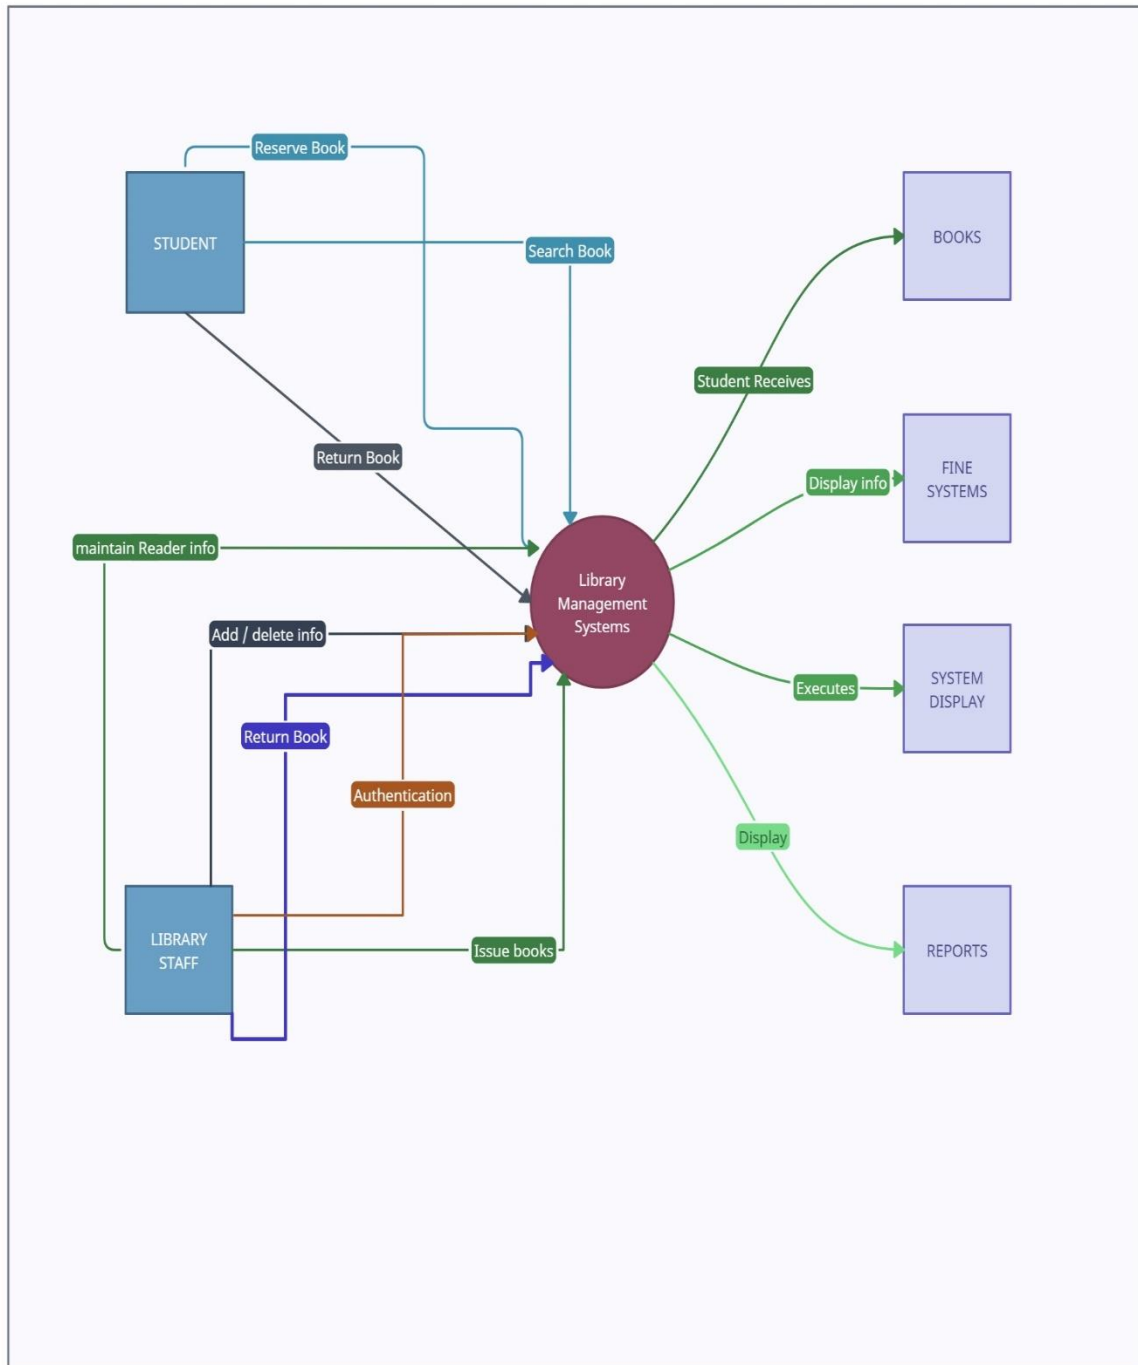 Reserve Book
STUDENT
Search Book
BOOKS
Student Receives
Return Book
FINE
SYSTEMS
Display info
maintain Reader info
Library
Management
Systems
Add / delete info
SYSTEM
DISPLAY
Executes
Return Book
Authentication
Display
LIBRARY
STAFF
Issue books
REPORTS